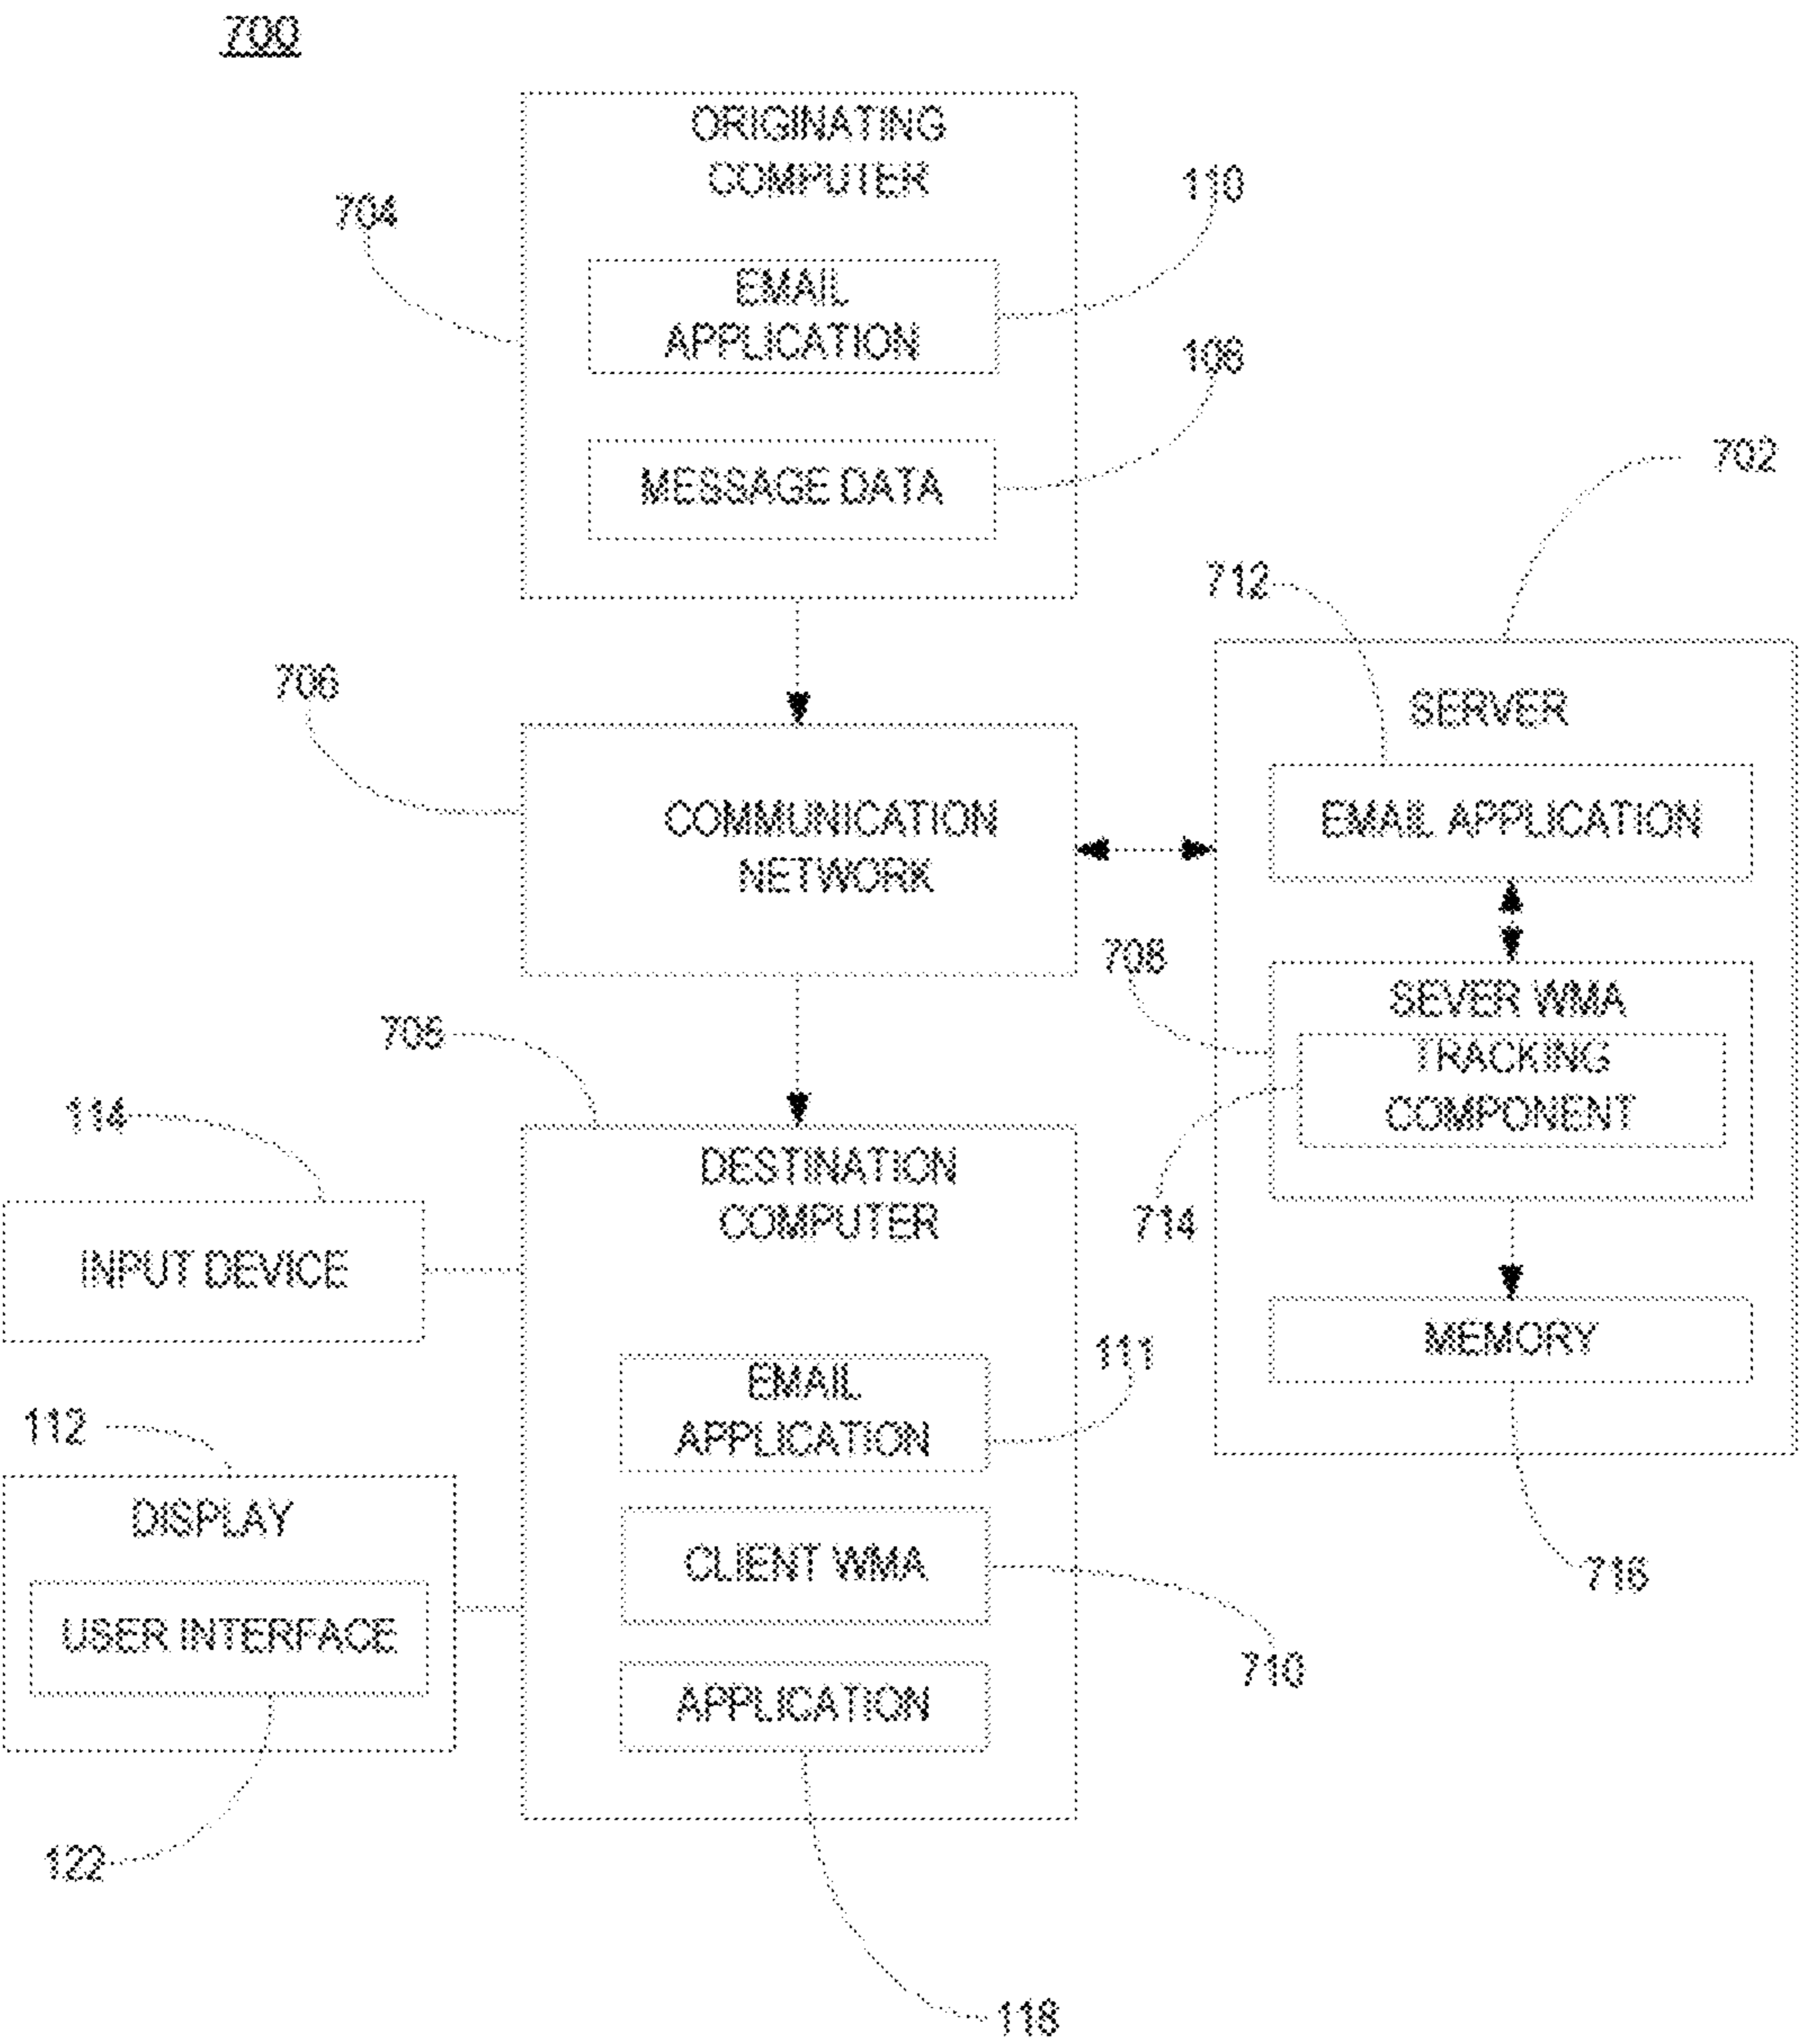 700
ORIGINATING
COMPUTER
704
110
EMAIL
APPLICATION
108
MESSAGE DATA
702
712
706
SERVER
COMMUNICATION
NETWORK
EMAIL APPLICATION
708
SEVER WMA
TRACKING
COMPONENT
714
MEMORY
716
705
DESTINATION
COMPUTER
114
INPUT DEVICE
111
EMAIL
APPLICATION
112
DISPLAY
CLIENT WMA
USER INTERFACE
710
APPLICATION
122
118